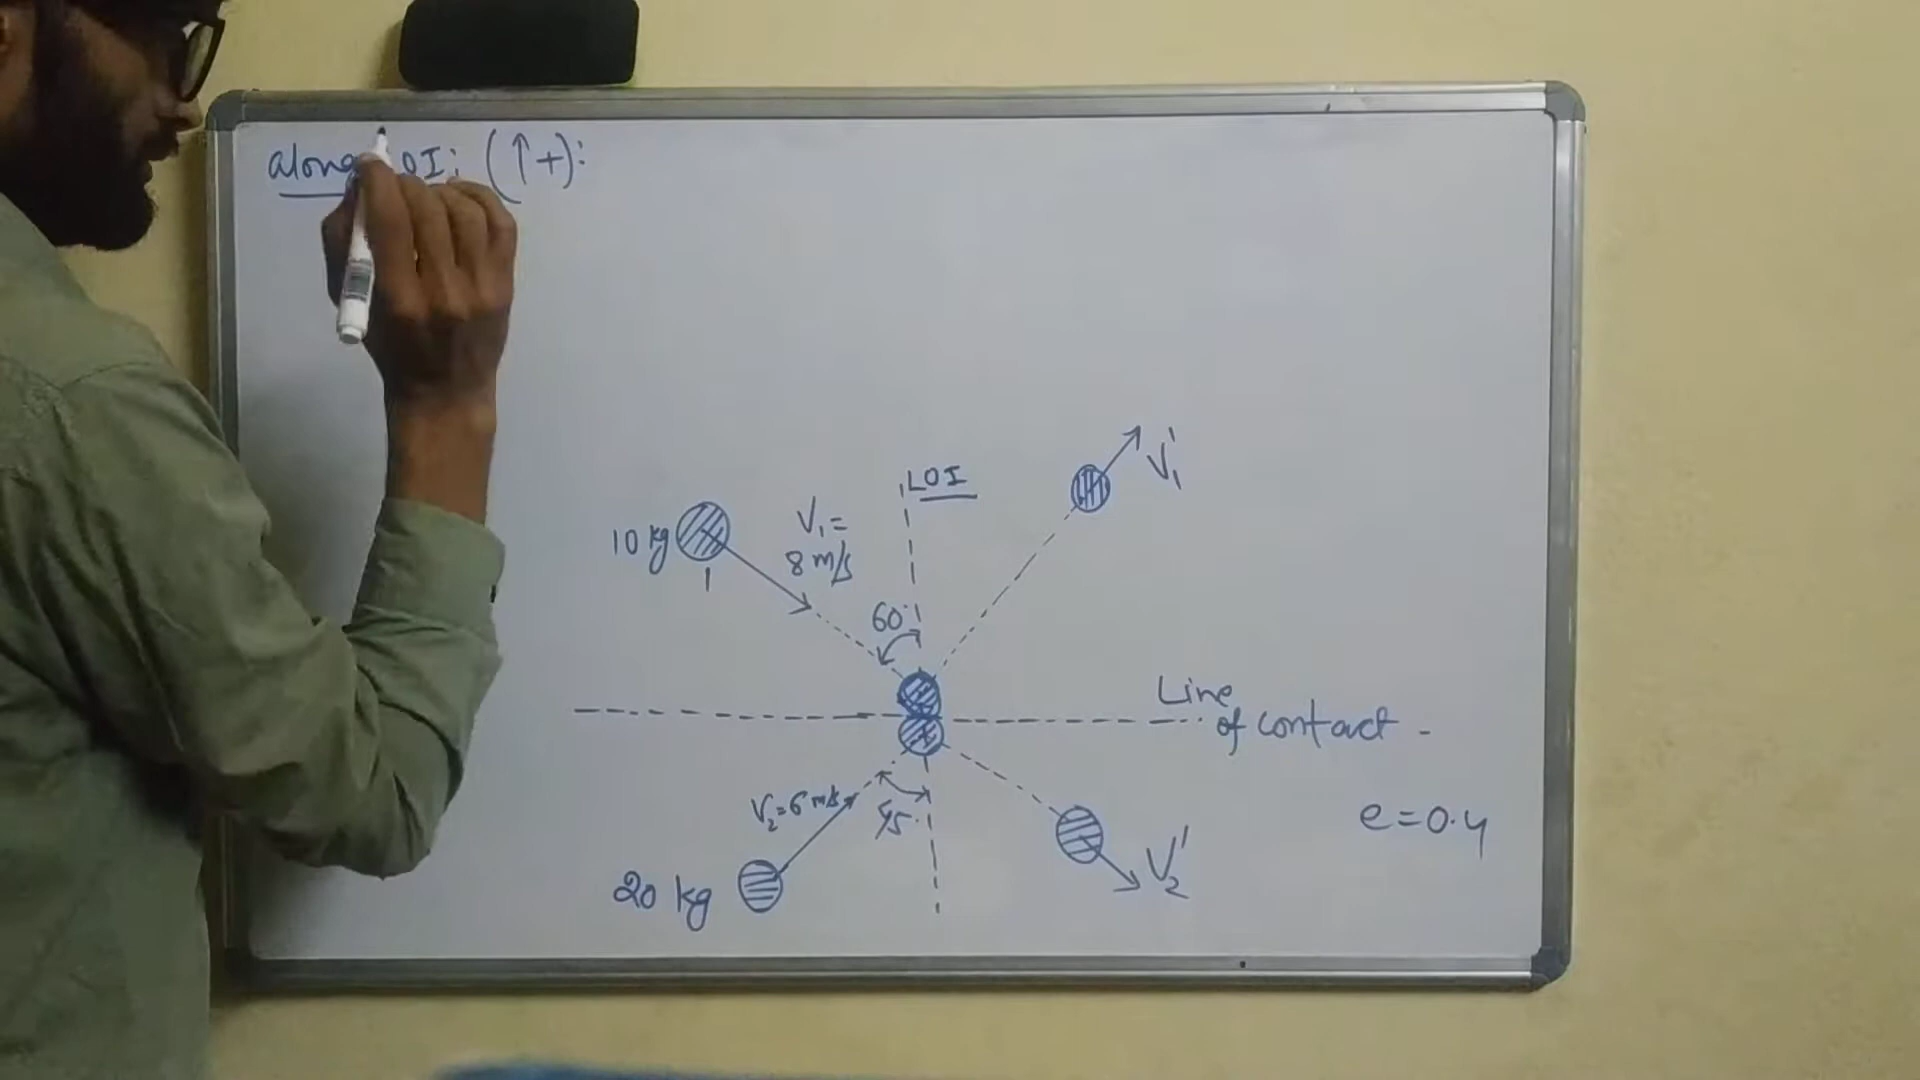 along LOI: (↑+):
LOI
V₁'
V₁=
8 m/s
10 kg
1
60°
Line
of contact
V₂=6 m/s
45°
e=0.4
20 kg
V₂'